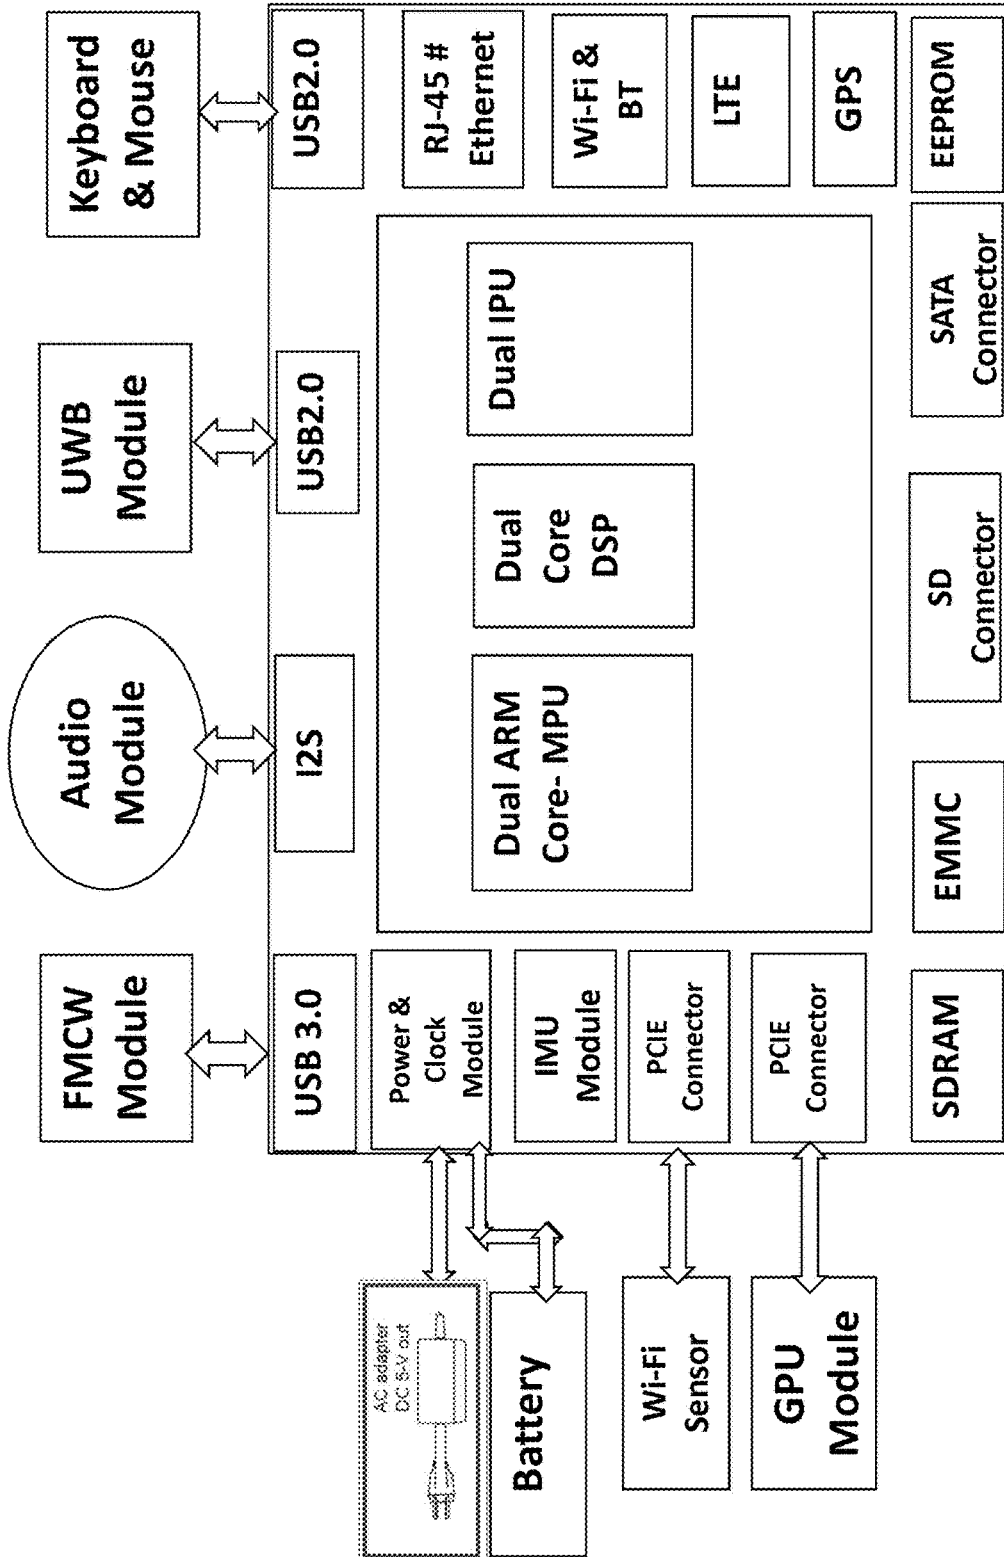 FMCW
Module
Audio
Module
UWB
Module
Keyboard
& Mouse
USB 3.0
I2S
USB2.0
USB2.0
AC adapter
DC 5-V out
Battery
Wi-Fi
Sensor
GPU
Module
Power &
Clock
Module
IMU
Module
PCIE
Connector
PCIE
Connector
Dual ARM
Core- MPU
Dual
Core
DSP
Dual IPU
RJ-45 #
Ethernet
Wi-Fi &
BT
LTE
GPS
SDRAM
EMMC
SD
Connector
SATA
Connector
EEPROM